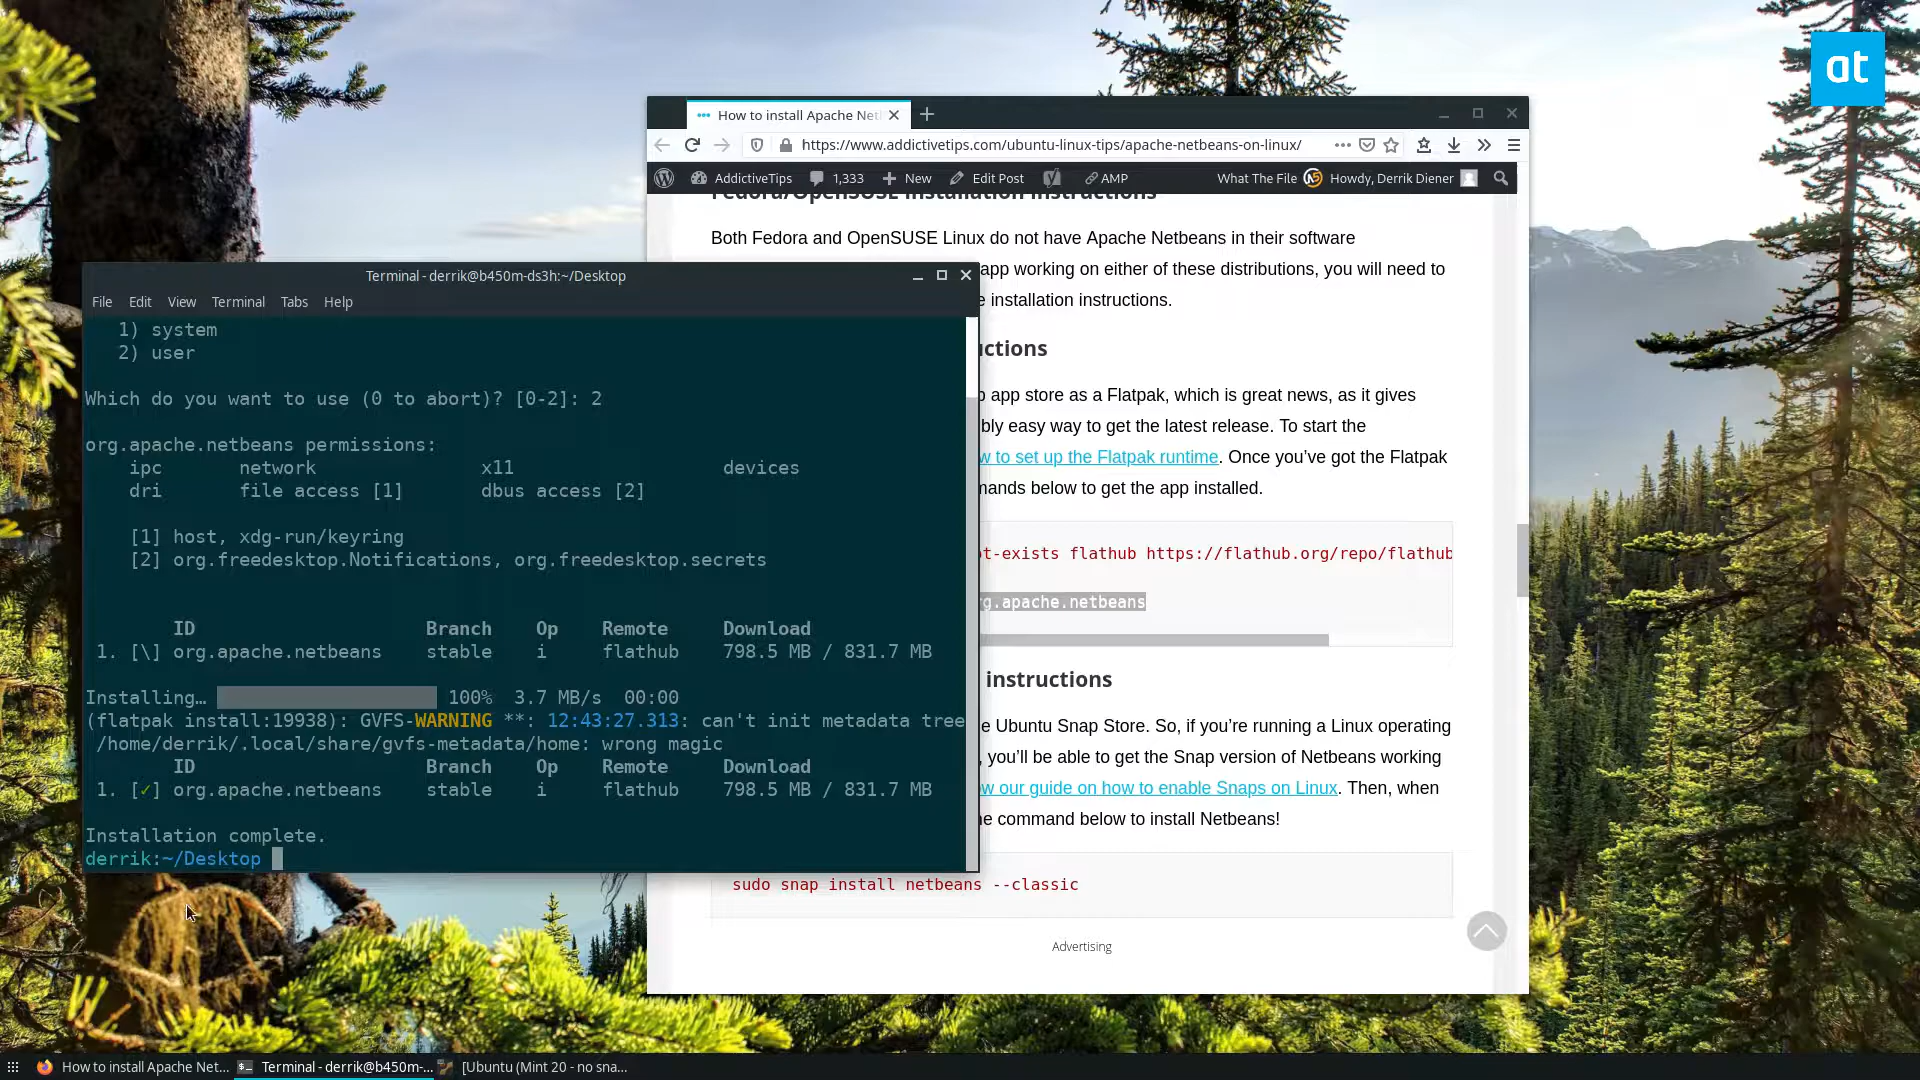 at
How to install Apache Net
https://www.addictivetips.com/ubuntu-linux-tips/apache-netbeans-on-linux/
AddictiveTips 1,333 New Edit Post AMP What The File Howdy, Derrik Diener
Fedora/OpenSUSE installation instructions
Both Fedora and OpenSUSE Linux do not have Apache Netbeans in their software
app working on either of these distributions, you will need to
e installation instructions.
ctions
app store as a Flatpak, which is great news, as it gives
bly easy way to get the latest release. To start the
w to set up the Flatpak runtime. Once you’ve got the Flatpak
mands below to get the app installed.
ot-exists flathub https://flathub.org/repo/flathub
rg.apache.netbeans
instructions
e Ubuntu Snap Store. So, if you’re running a Linux operating
, you’ll be able to get the Snap version of Netbeans working
ow our guide on how to enable Snaps on Linux. Then, when
e command below to install Netbeans!
sudo snap install netbeans --classic
Advertising
Terminal - derrik@b450m-ds3h:~/Desktop
File Edit View Terminal Tabs Help
1) system
2) user
Which do you want to use (0 to abort)? [0-2]: 2
org.apache.netbeans permissions:
ipc network x11 devices
dri file access [1] dbus access [2]
[1] host, xdg-run/keyring
[2] org.freedesktop.Notifications, org.freedesktop.secrets
ID Branch Op Remote Download
1. [\] org.apache.netbeans stable i flathub 798.5 MB / 831.7 MB
Installing… 100% 3.7 MB/s 00:00
(flatpak install:19938): GVFS-WARNING **: 12:43:27.313: can't init metadata tree
/home/derrik/.local/share/gvfs-metadata/home: wrong magic
ID Branch Op Remote Download
1. [✓] org.apache.netbeans stable i flathub 798.5 MB / 831.7 MB
Installation complete.
derrik:~/Desktop
How to install Apache Net... Terminal - derrik@b450m-... [Ubuntu (Mint 20 - no sna...